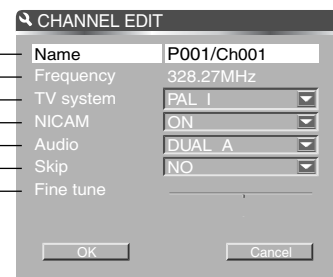 CHANNEL EDIT
Name P001/Ch001
Frequency 328.27MHz
TV system PAL I
NICAM ON
Audio DUAL A
Skip NO
Fine tune
OK Cancel